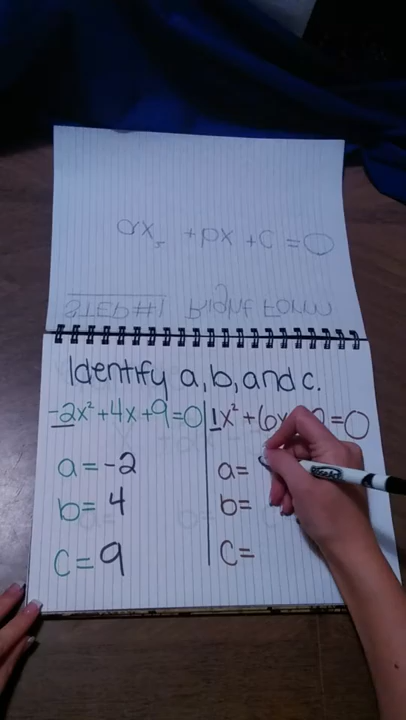 ax² + bx + c = 0
STEP #1 Right Form
Identify a, b, and c.
-2x² + 4x + 9 = 0
1x² + 6x = 0
a = -2
a =
b = 4
b =
c = 9
c =